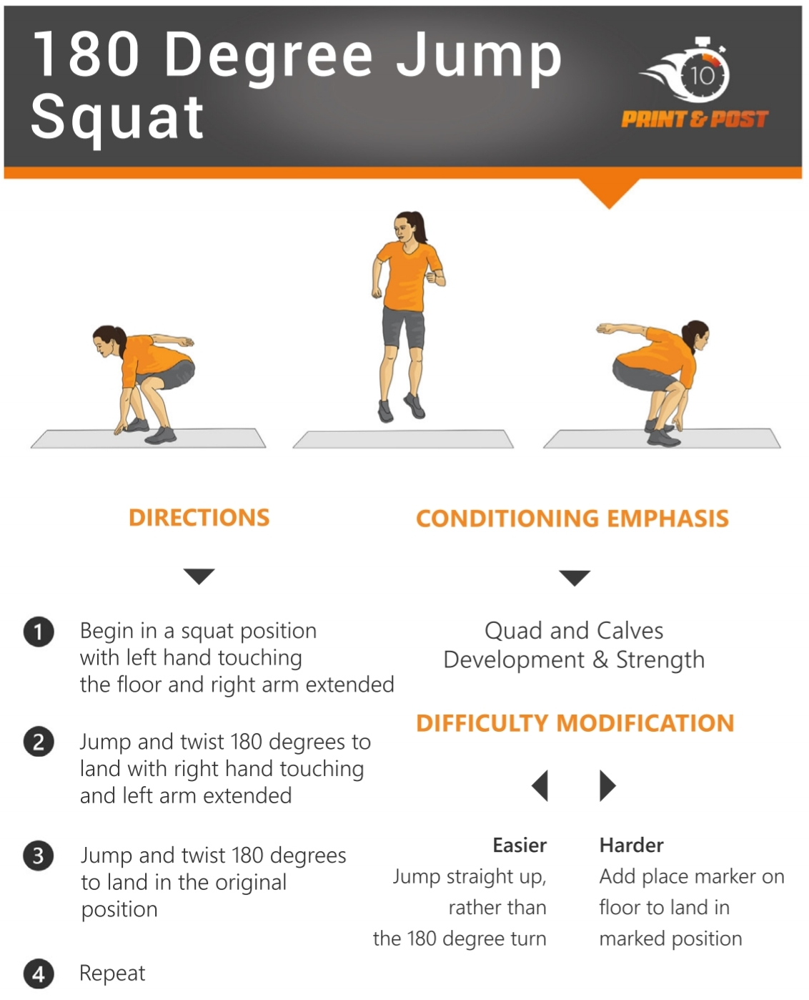 180 Degree Jump
Squat
10
PRINT & POST
DIRECTIONS
1 Begin in a squat position
with left hand touching
the floor and right arm extended
2 Jump and twist 180 degrees to
land with right hand touching
and left arm extended
3 Jump and twist 180 degrees
to land in the original
position
4 Repeat
CONDITIONING EMPHASIS
Quad and Calves
Development & Strength
DIFFICULTY MODIFICATION
Easier
Jump straight up,
rather than
the 180 degree turn
Harder
Add place marker on
floor to land in
marked position